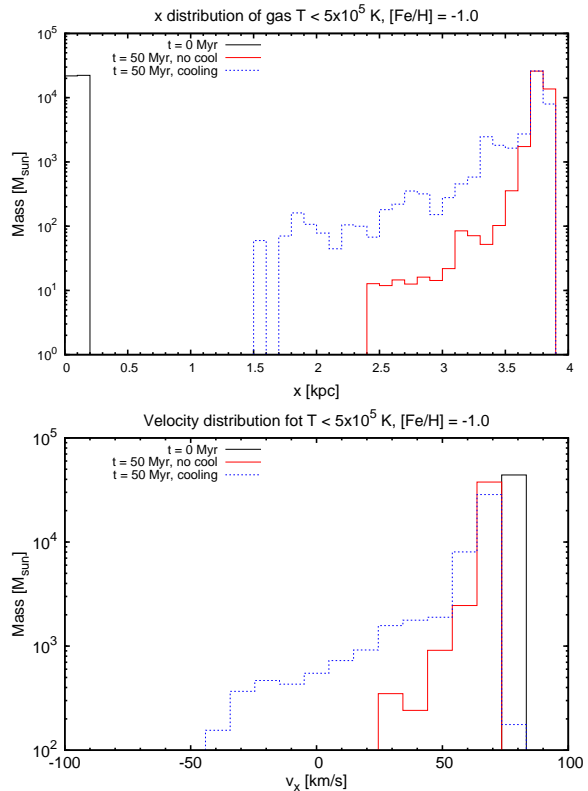 x distribution of gas T < 5x10^5 K, [Fe/H] = -1.0
t = 0 Myr
t = 50 Myr, no cool
t = 50 Myr, cooling
10^5
10^4
10^3
10^2
10^1
10^0
Mass [M_sun]
0 0.5 1 1.5 2 2.5 3 3.5 4
x [kpc]
Velocity distribution fot T < 5x10^5 K, [Fe/H] = -1.0
t = 0 Myr
t = 50 Myr, no cool
t = 50 Myr, cooling
10^5
10^4
10^3
10^2
Mass [M_sun]
-100 -50 0 50 100
v_x [km/s]